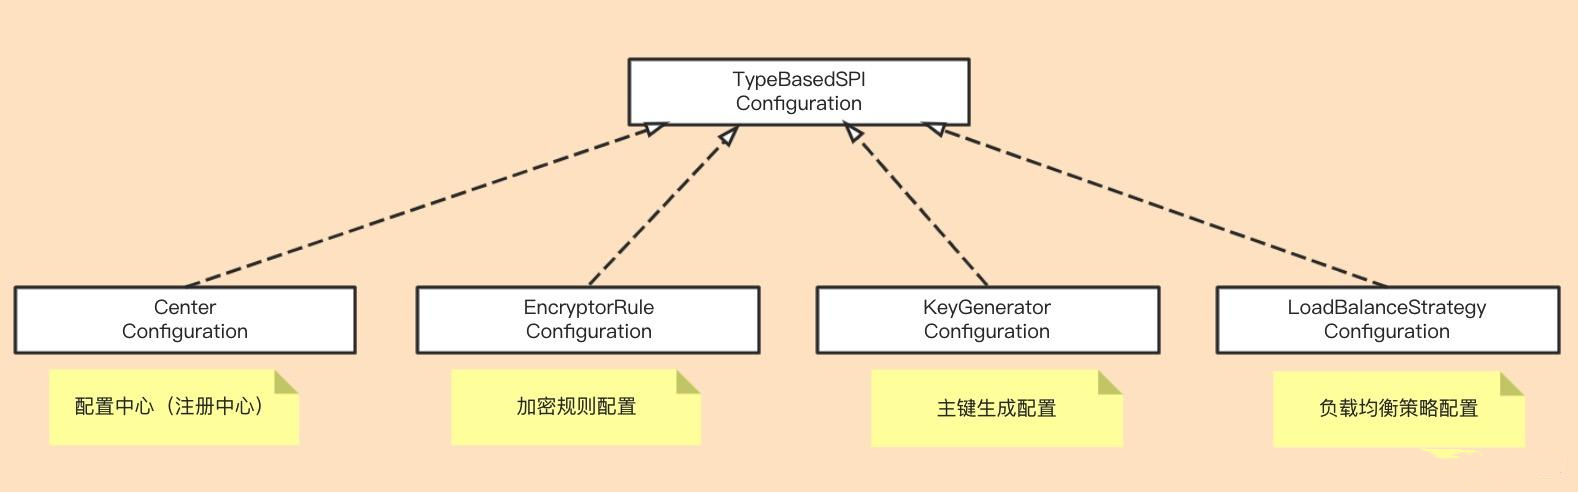 TypeBasedSPI
Configuration
Center
Configuration
EncryptorRule
Configuration
KeyGenerator
Configuration
LoadBalanceStrategy
Configuration
配置中心（注册中心）
加密规则配置
主键生成配置
负载均衡策略配置